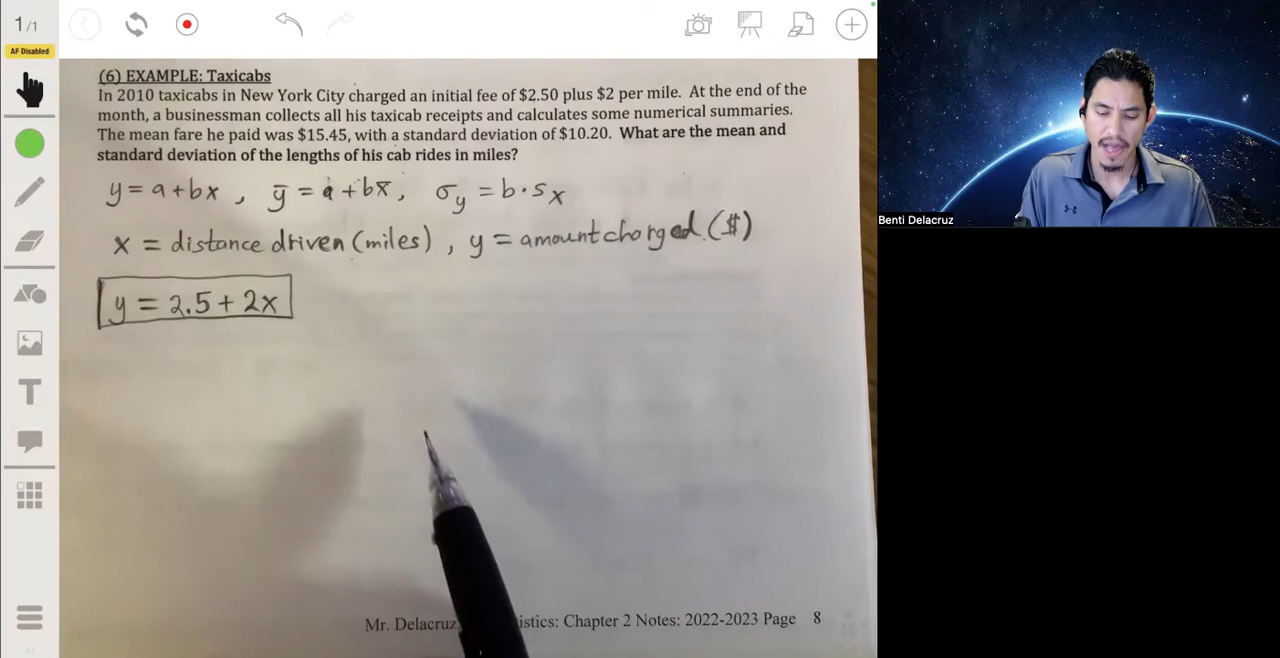 1/1
AF Disabled
(6) EXAMPLE: Taxicabs
In 2010 taxicabs in New York City charged an initial fee of $2.50 plus $2 per mile. At the end of the
month, a businessman collects all his taxicab receipts and calculates some numerical summaries.
The mean fare he paid was $15.45, with a standard deviation of $10.20. What are the mean and
standard deviation of the lengths of his cab rides in miles?
y = a + bx , ȳ = a + bx̄, σy = b·sx
x = distance driven (miles) , y = amount charged. ($)
y = 2.5 + 2x
Mr. Delacruz istics: Chapter 2 Notes: 2022-2023 Page 8
T
Benti Delacruz